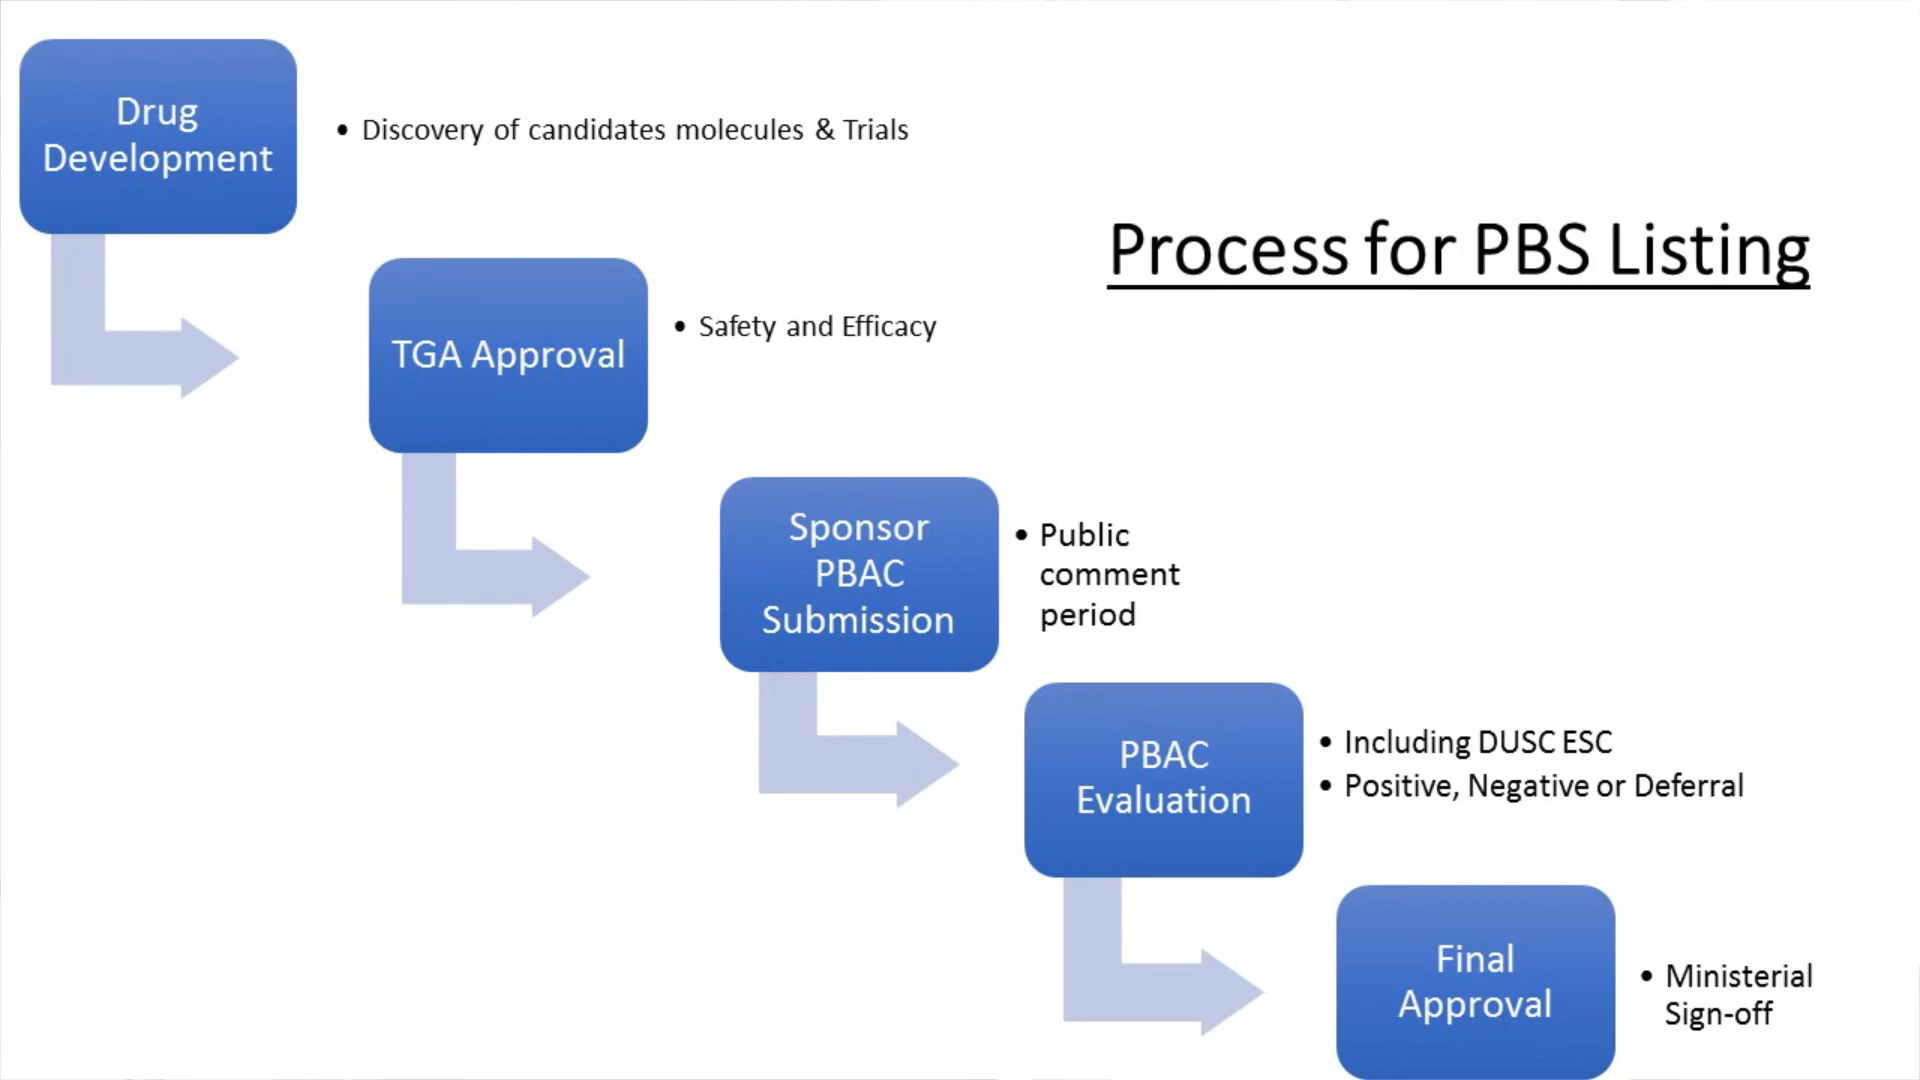 Drug
Development
• Discovery of candidates molecules & Trials
Process for PBS Listing
TGA Approval
• Safety and Efficacy
Sponsor
PBAC
Submission
• Public
comment
period
PBAC
Evaluation
• Including DUSC ESC
• Positive, Negative or Deferral
Final
Approval
• Ministerial
Sign-off